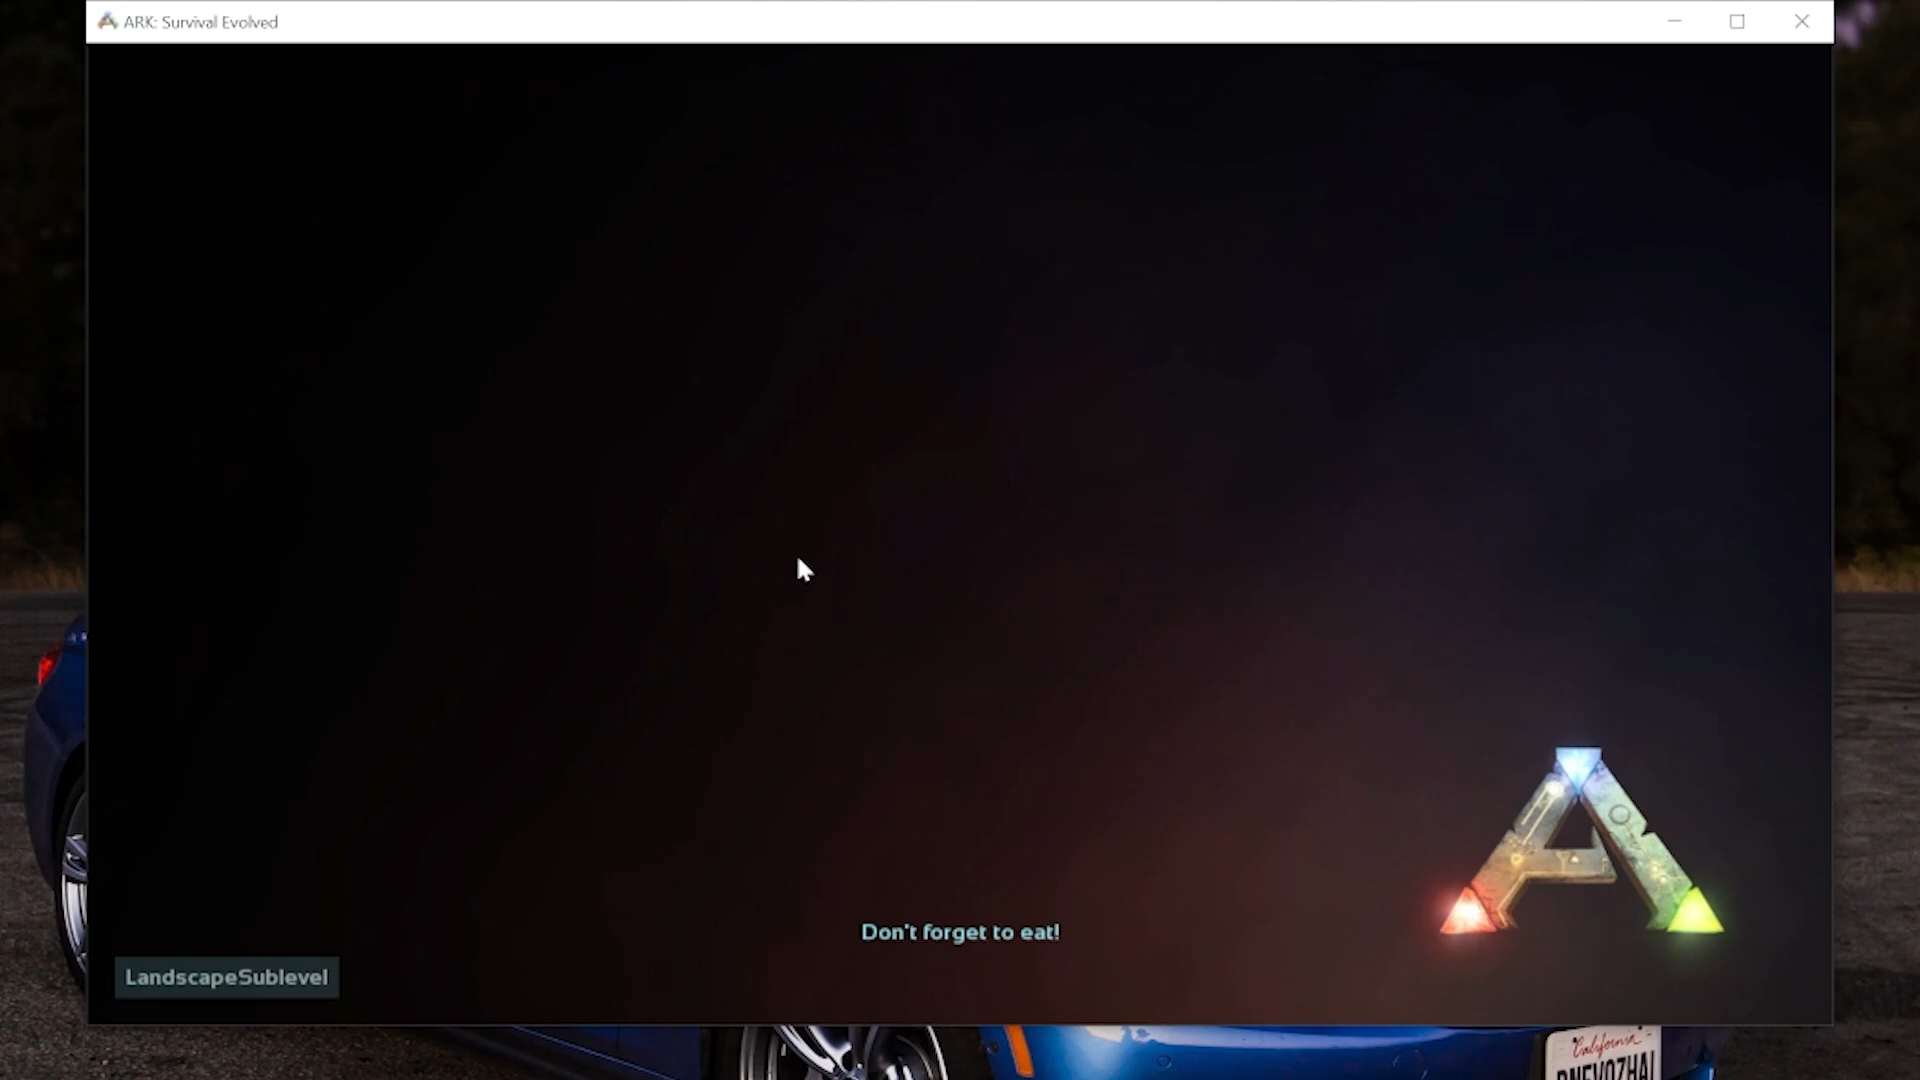 ARK: Survival Evolved
Don't forget to eat!
LandscapeSublevel
California